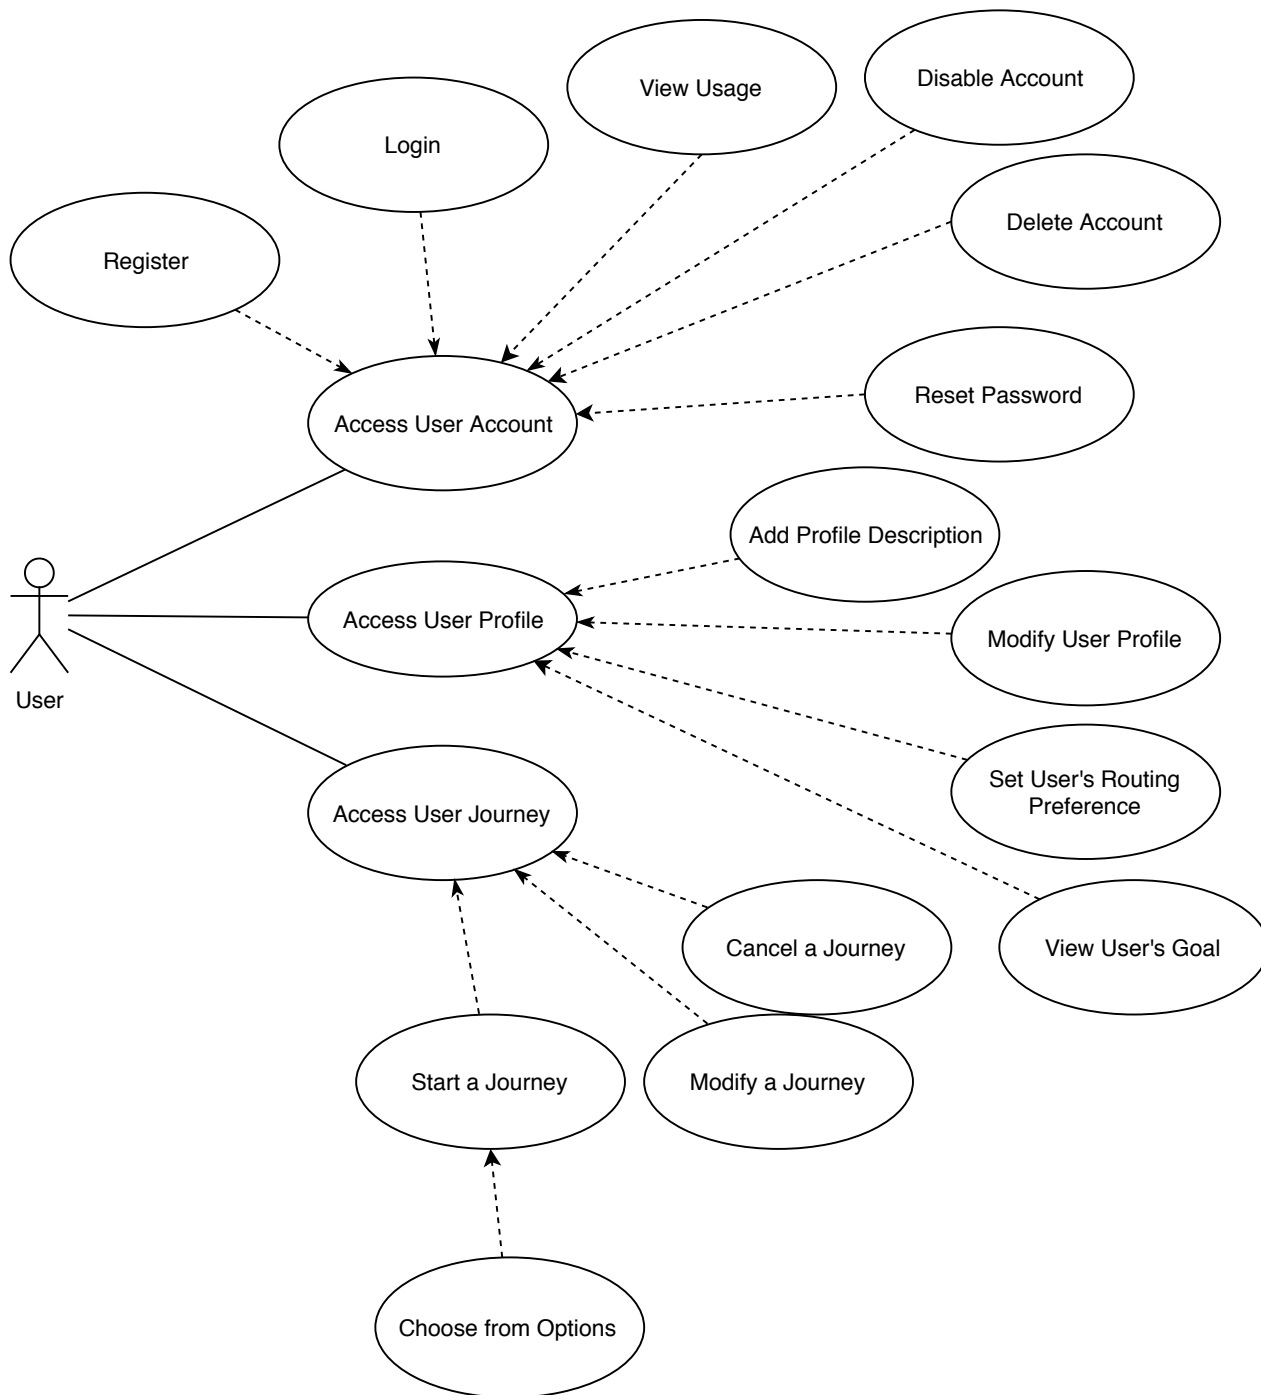 View Usage
Disable Account
Login
Delete Account
Register
Reset Password
Access User Account
Add Profile Description
Access User Profile
Modify User Profile
User
Set User's Routing
Preference
Access User Journey
Cancel a Journey
View User's Goal
Start a Journey
Modify a Journey
Choose from Options